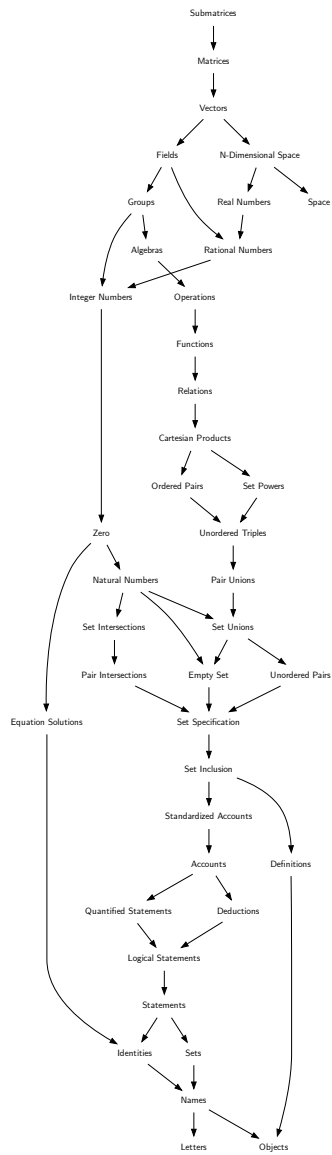 Submatrices
Matrices
Vectors
Fields
N-Dimensional Space
Groups
Real Numbers
Space
Algebras
Rational Numbers
Integer Numbers
Operations
Functions
Relations
Cartesian Products
Ordered Pairs
Set Powers
Zero
Unordered Triples
Natural Numbers
Pair Unions
Set Intersections
Set Unions
Pair Intersections
Empty Set
Unordered Pairs
Equation Solutions
Set Specification
Set Inclusion
Standardized Accounts
Accounts
Definitions
Quantified Statements
Deductions
Logical Statements
Statements
Identities
Sets
Names
Letters
Objects